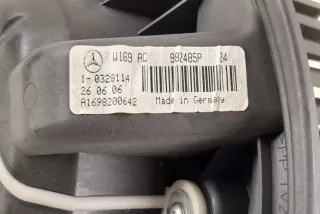 W169 AC 982485P 24
1-0328114
26.06.06
A1698200642
Made in Germany